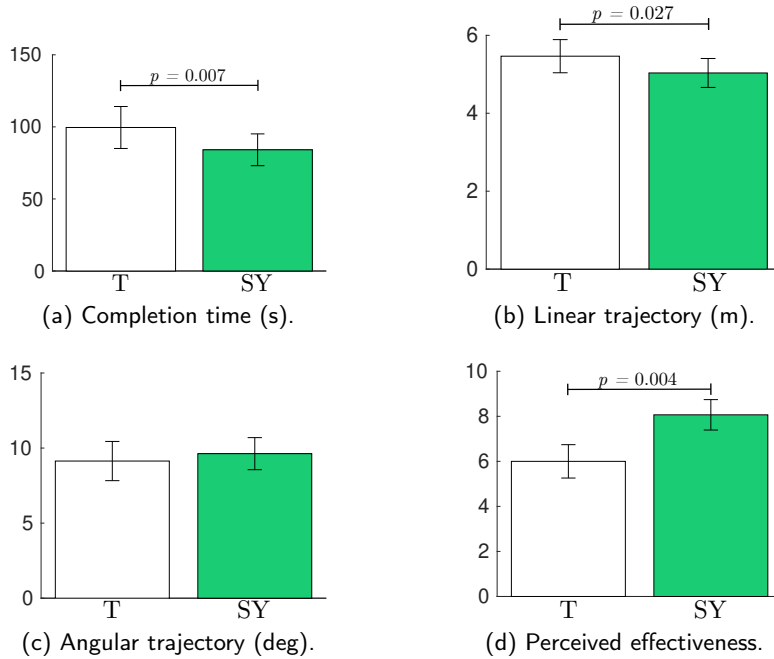 150
100
50
0
p = 0.007
T SY
(a) Completion time (s).
6
4
2
0
p = 0.027
T SY
(b) Linear trajectory (m).
15
10
5
0
T SY
(c) Angular trajectory (deg).
10
8
6
4
2
0
p = 0.004
T SY
(d) Perceived effectiveness.